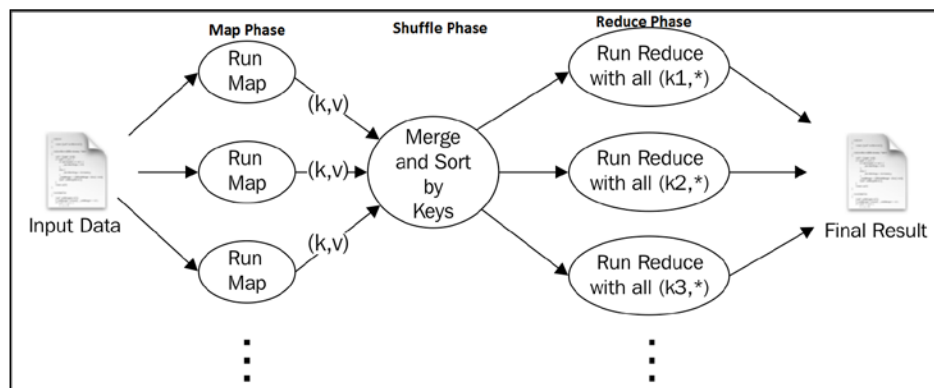 Map Phase
Shuffle Phase
Reduce Phase
Run
Map
(k,v)
Run
Map
(k,v)
Run
Map
(k,v)
Input Data
Merge
and Sort
by
Keys
Run Reduce
with all (k1,*)
Run Reduce
with all (k2,*)
Run Reduce
with all (k3,*)
Final Result